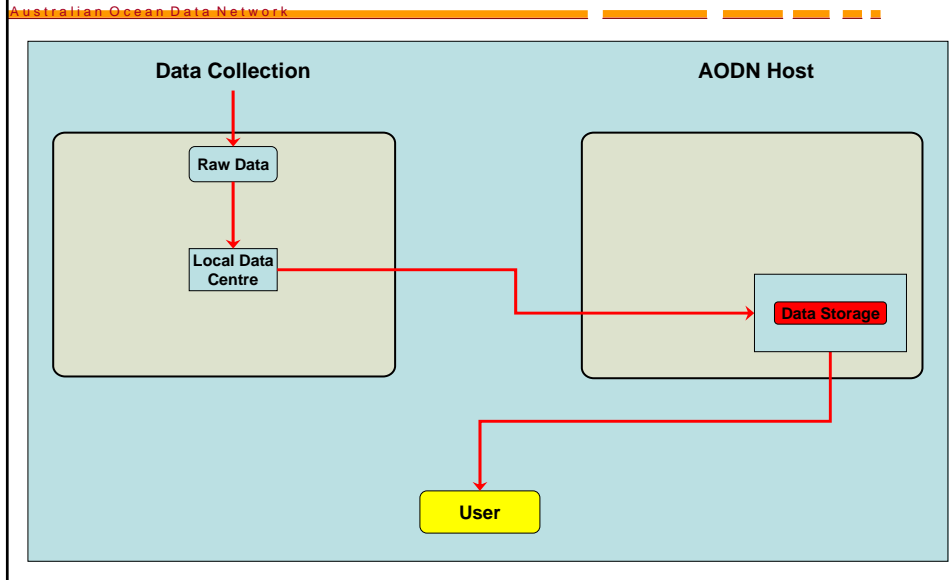 Australian Ocean Data Network
Data Collection
AODN Host
Raw Data
Local Data
Centre
Data Storage
User